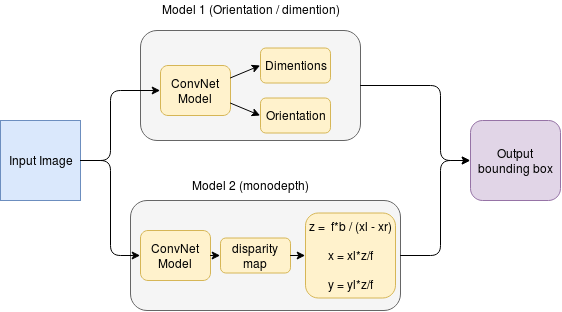 Model 1 (Orientation / dimention)
ConvNet
Model
Dimentions
Orientation
Input Image
Output
bounding box
Model 2 (monodepth)
ConvNet
Model
disparity
map
z = f*b / (xl - xr)
x = xl*z/f
y = yl*z/f